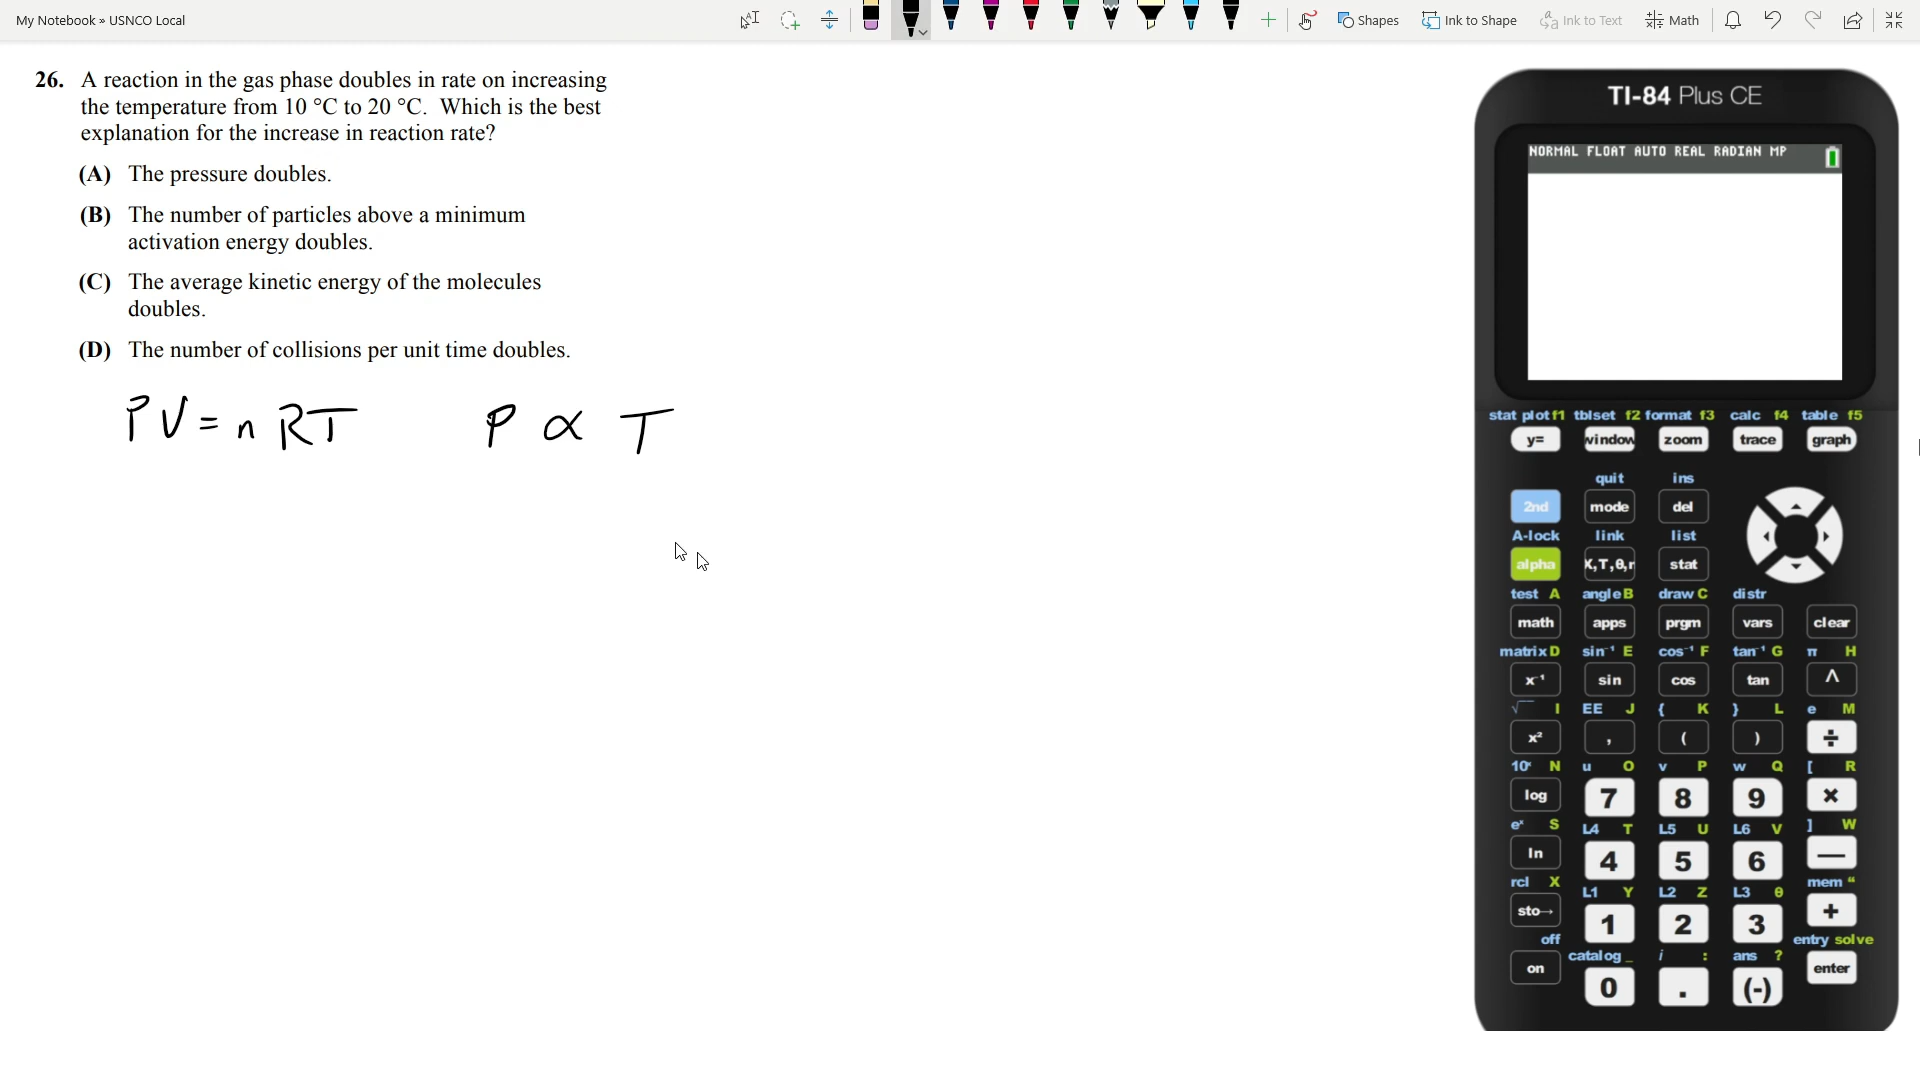 My Notebook » USNCO Local
Shapes
Ink to Shape
Ink to Text
Math
26. A reaction in the gas phase doubles in rate on increasing
the temperature from 10 °C to 20 °C. Which is the best
explanation for the increase in reaction rate?
(A) The pressure doubles.
(B) The number of particles above a minimum
activation energy doubles.
(C) The average kinetic energy of the molecules
doubles.
(D) The number of collisions per unit time doubles.
PV = nRT P ∝ T
TI-84 Plus CE
NORMAL FLOAT AUTO REAL RADIAN MP
stat plot f1 tblset f2 format f3 calc f4 table f5
y= window zoom trace graph
quit ins
2nd mode del
A-lock link list
alpha X,T,θ,n stat
test A angle B draw C distr
math apps prgm vars clear
matrix D sin⁻¹ E cos⁻¹ F tan⁻¹ G π H
x⁻¹ sin cos tan ^
√ I EE J { K } L e M
x² , ( ) ÷
10ˣ N u O v P w Q [ R
log 7 8 9 ×
eˣ S L4 T L5 U L6 V ] W
ln 4 5 6 —
rcl X L1 Y L2 Z L3 θ mem "
sto→ 1 2 3 +
off catalog _ i : ans ? entry solve
on 0 . (-) enter